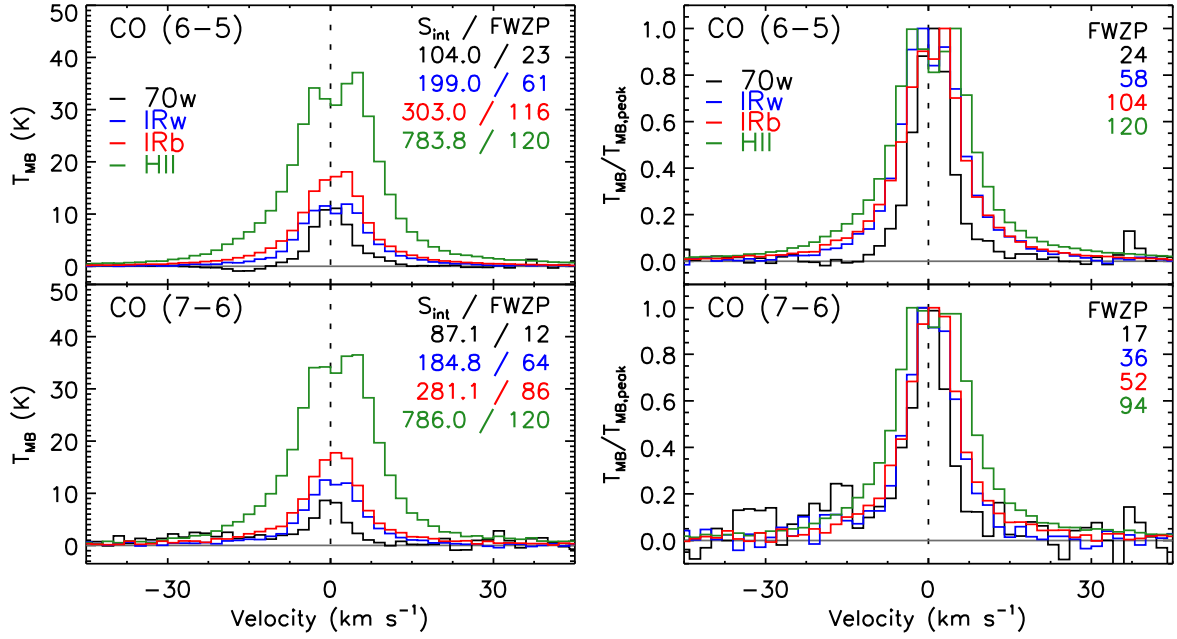 CO (6−5)
S_int / FWZP
104.0 / 23
199.0 / 61
303.0 / 116
783.8 / 120
70w
IRw
IRb
HII
50
40
30
20
10
0
T_MB (K)
CO (6−5)
FWZP
24
58
104
120
70w
IRw
IRb
HII
1.0
0.8
0.6
0.4
0.2
0.0
T_MB/T_MB,peak
CO (7−6)
S_int / FWZP
87.1 / 12
184.8 / 64
281.1 / 86
786.0 / 120
50
40
30
20
10
0
T_MB (K)
−30 0 30
Velocity (km s⁻¹)
CO (7−6)
FWZP
17
36
52
94
1.0
0.8
0.6
0.4
0.2
0.0
T_MB/T_MB,peak
−30 0 30
Velocity (km s⁻¹)